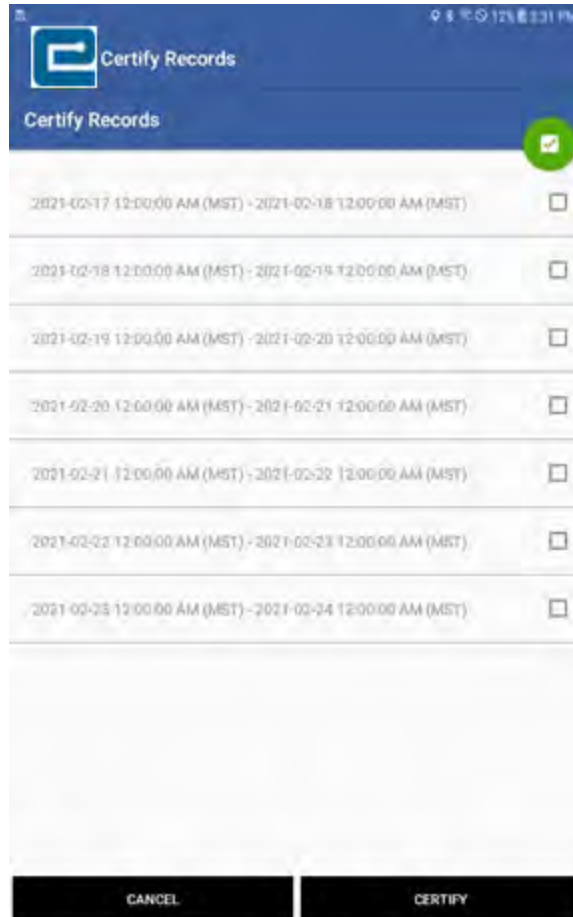 12% 3:31 PM
Certify Records
Certify Records
2021-02-17 12:00:00 AM (MST) - 2021-02-18 12:00:00 AM (MST)
2021-02-18 12:00:00 AM (MST) - 2021-02-19 12:00:00 AM (MST)
2021-02-19 12:00:00 AM (MST) - 2021-02-20 12:00:00 AM (MST)
2021-02-20 12:00:00 AM (MST) - 2021-02-21 12:00:00 AM (MST)
2021-02-21 12:00:00 AM (MST) - 2021-02-22 12:00:00 AM (MST)
2021-02-22 12:00:00 AM (MST) - 2021-02-23 12:00:00 AM (MST)
2021-02-23 12:00:00 AM (MST) - 2021-02-24 12:00:00 AM (MST)
CANCEL
CERTIFY